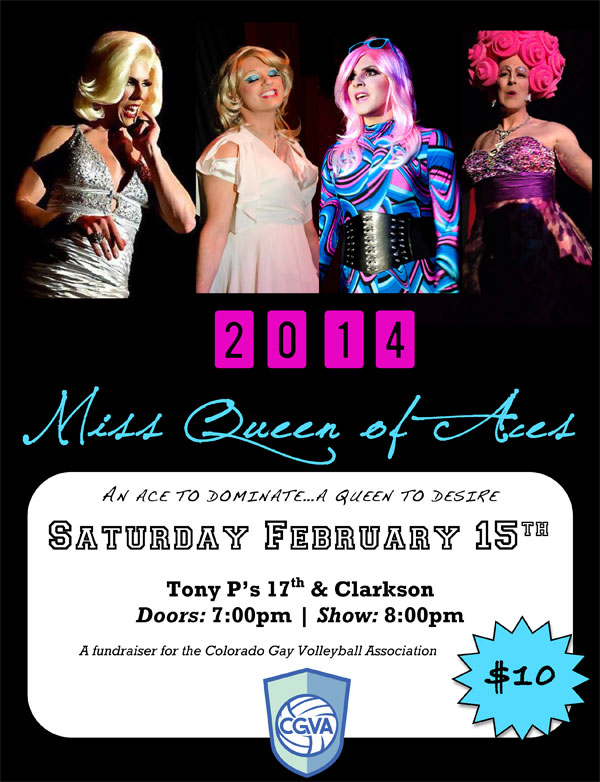 2014
Miss Queen of Aces
AN ACE TO DOMINATE...A QUEEN TO DESIRE
SATURDAY FEBRUARY 15TH
Tony P's 17th & Clarkson
Doors: 7:00pm | Show: 8:00pm
A fundraiser for the Colorado Gay Volleyball Association
$10
CGVA